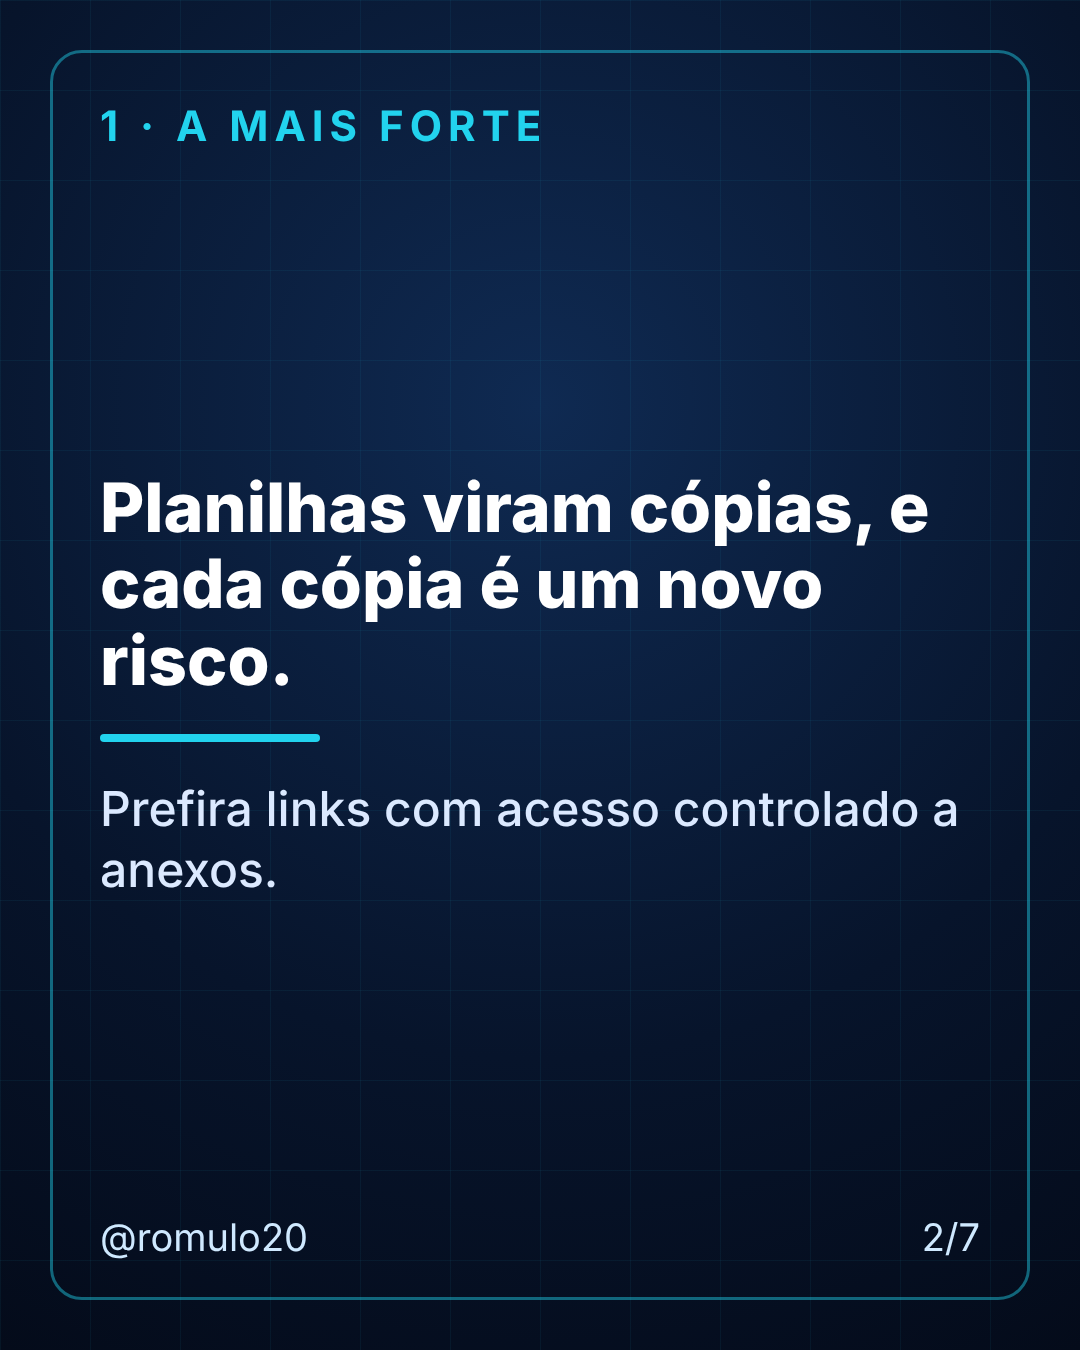 1 · A MAIS FORTE
Planilhas viram cópias, e
cada cópia é um novo
risco.
Prefira links com acesso controlado a
anexos.
@romulo20
2/7